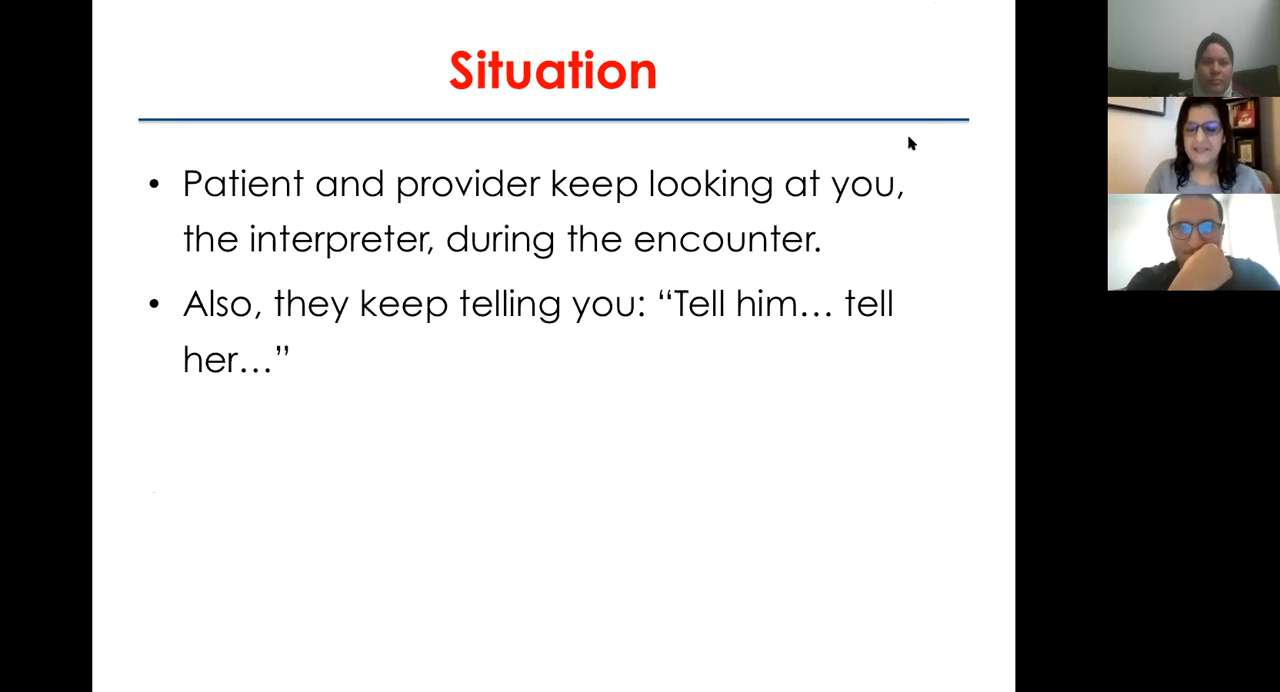 Situation
• Patient and provider keep looking at you,
the interpreter, during the encounter.
• Also, they keep telling you: “Tell him… tell
her…”